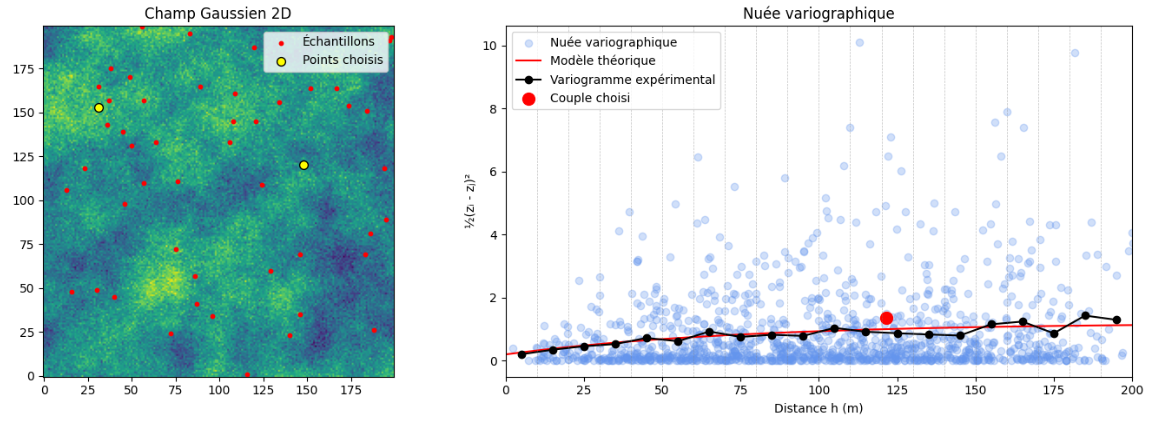 Champ Gaussien 2D
Échantillons
Points choisis
175
150
125
100
75
50
25
0
0 25 50 75 100 125 150 175
Nuée variographique
Nuée variographique
Modèle théorique
Variogramme expérimental
Couple choisi
½(zᵢ - zⱼ)²
10
8
6
4
2
0
0 25 50 75 100 125 150 175 200
Distance h (m)